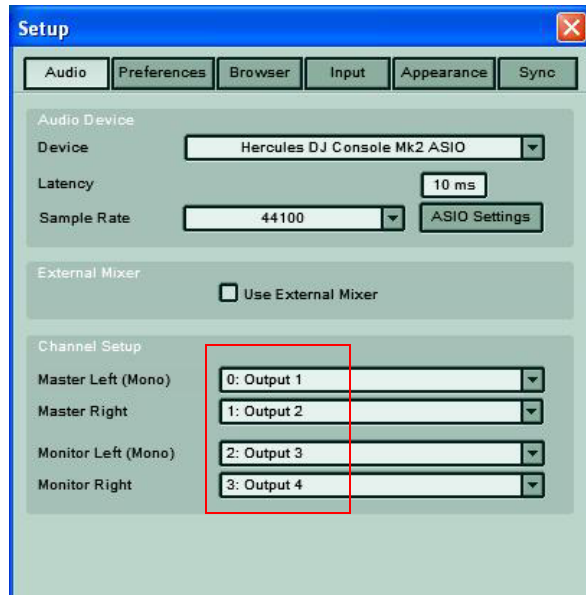 Setup
Audio Preferences Browser Input Appearance Sync
Audio Device
Device Hercules DJ Console Mk2 ASIO
Latency 10 ms
Sample Rate 44100 ASIO Settings
External Mixer
Use External Mixer
Channel Setup
Master Left (Mono) 0: Output 1
Master Right 1: Output 2
Monitor Left (Mono) 2: Output 3
Monitor Right 3: Output 4